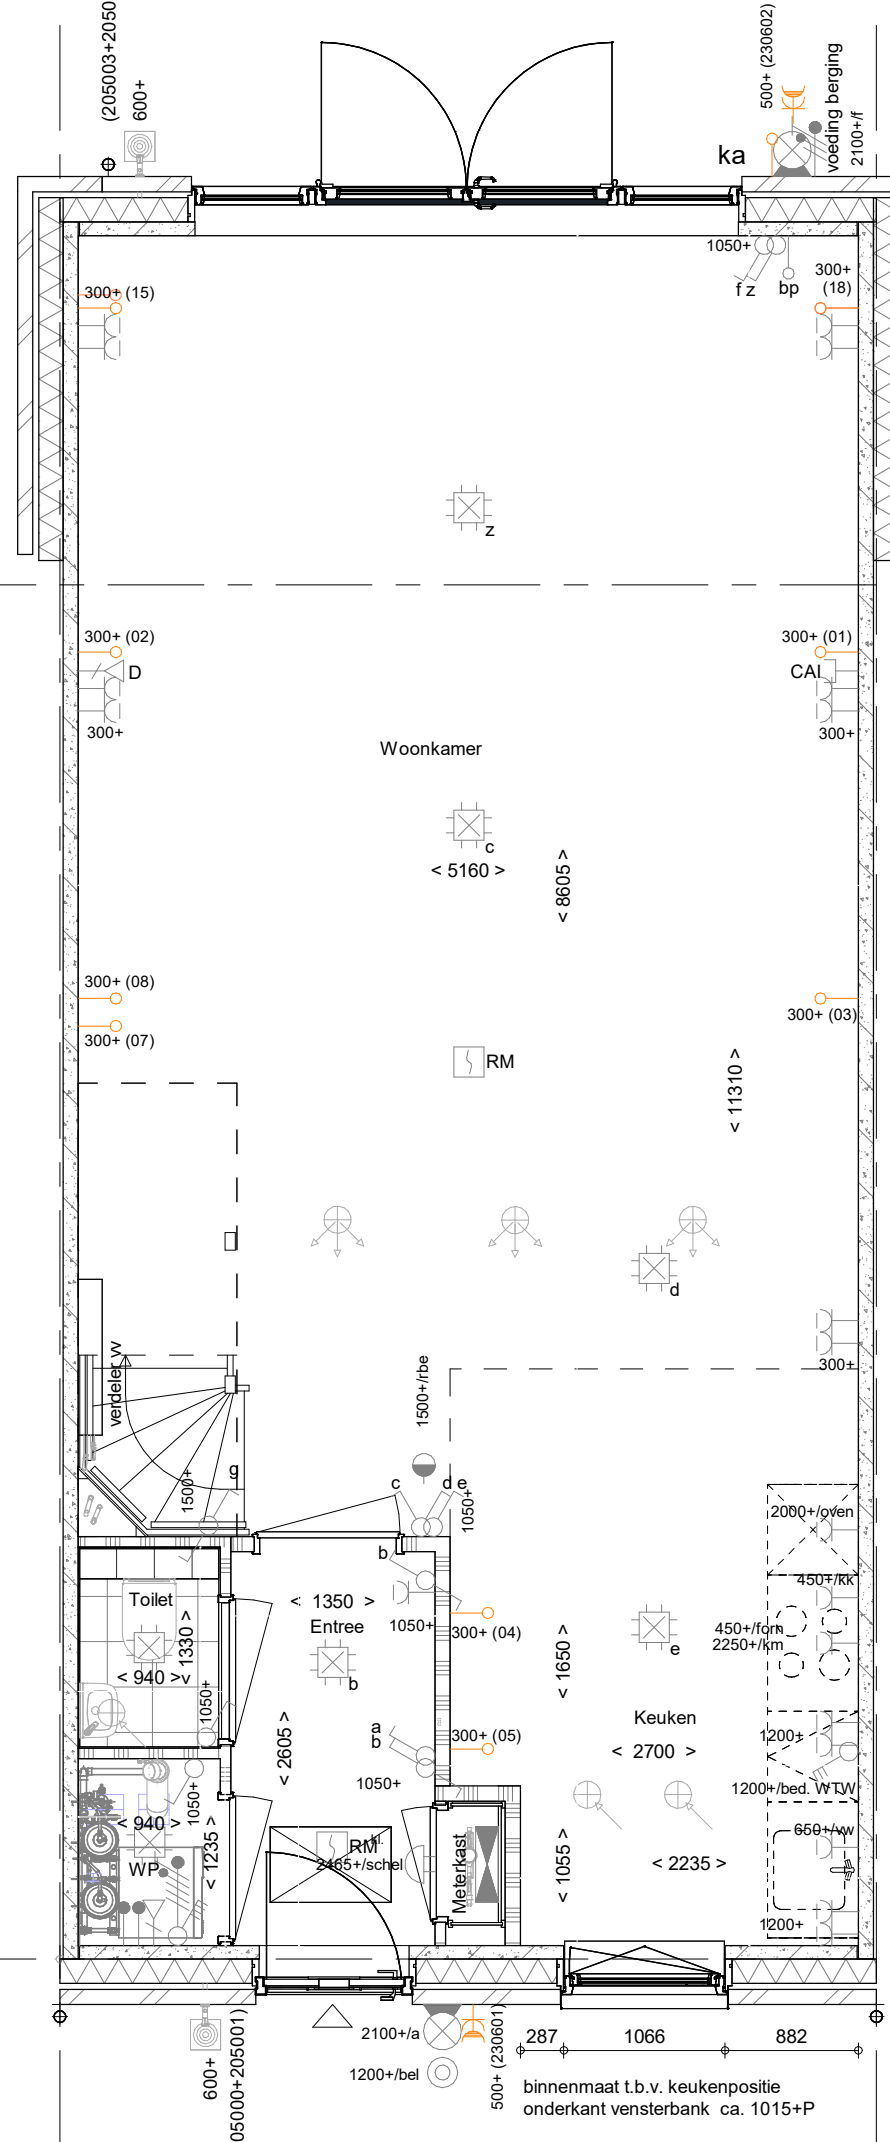 (205003+2050
600+
500+ (230602)
voeding berging
2100+/f
ka
1050+
f z
bp
300+ (15)
300+
(18)
z
300+ (02)
D
300+
300+ (01)
CAI
300+
Woonkamer
c
< 5160 >
< 8605 >
300+ (08)
300+ (07)
300+ (03)
RM
< 11310 >
d
300+
verdeler vv
1500+/rbe
1500+
g
c
d e
1050+
2000+/oven
b
450+/kk
Toilet
< 1350 >
Entree
1050+
300+ (04)
450+/forn
2250+/km
< 1330 >
< 940 >
< 1650 >
e
b
1050+
a
b
300+ (05)
Keuken
< 2700 >
1200+
< 2605 >
1050+
1050+
1200+/bed. WTW
< 940 >
< 1235 >
WP
RM
2465+/schel
Meterkast
< 1055 >
< 2235 >
650+/vw
1200+
600+
05000+205001)
2100+/a
1200+/bel
500+ (230601)
287
1066
882
binnenmaat t.b.v. keukenpositie
onderkant vensterbank ca. 1015+P